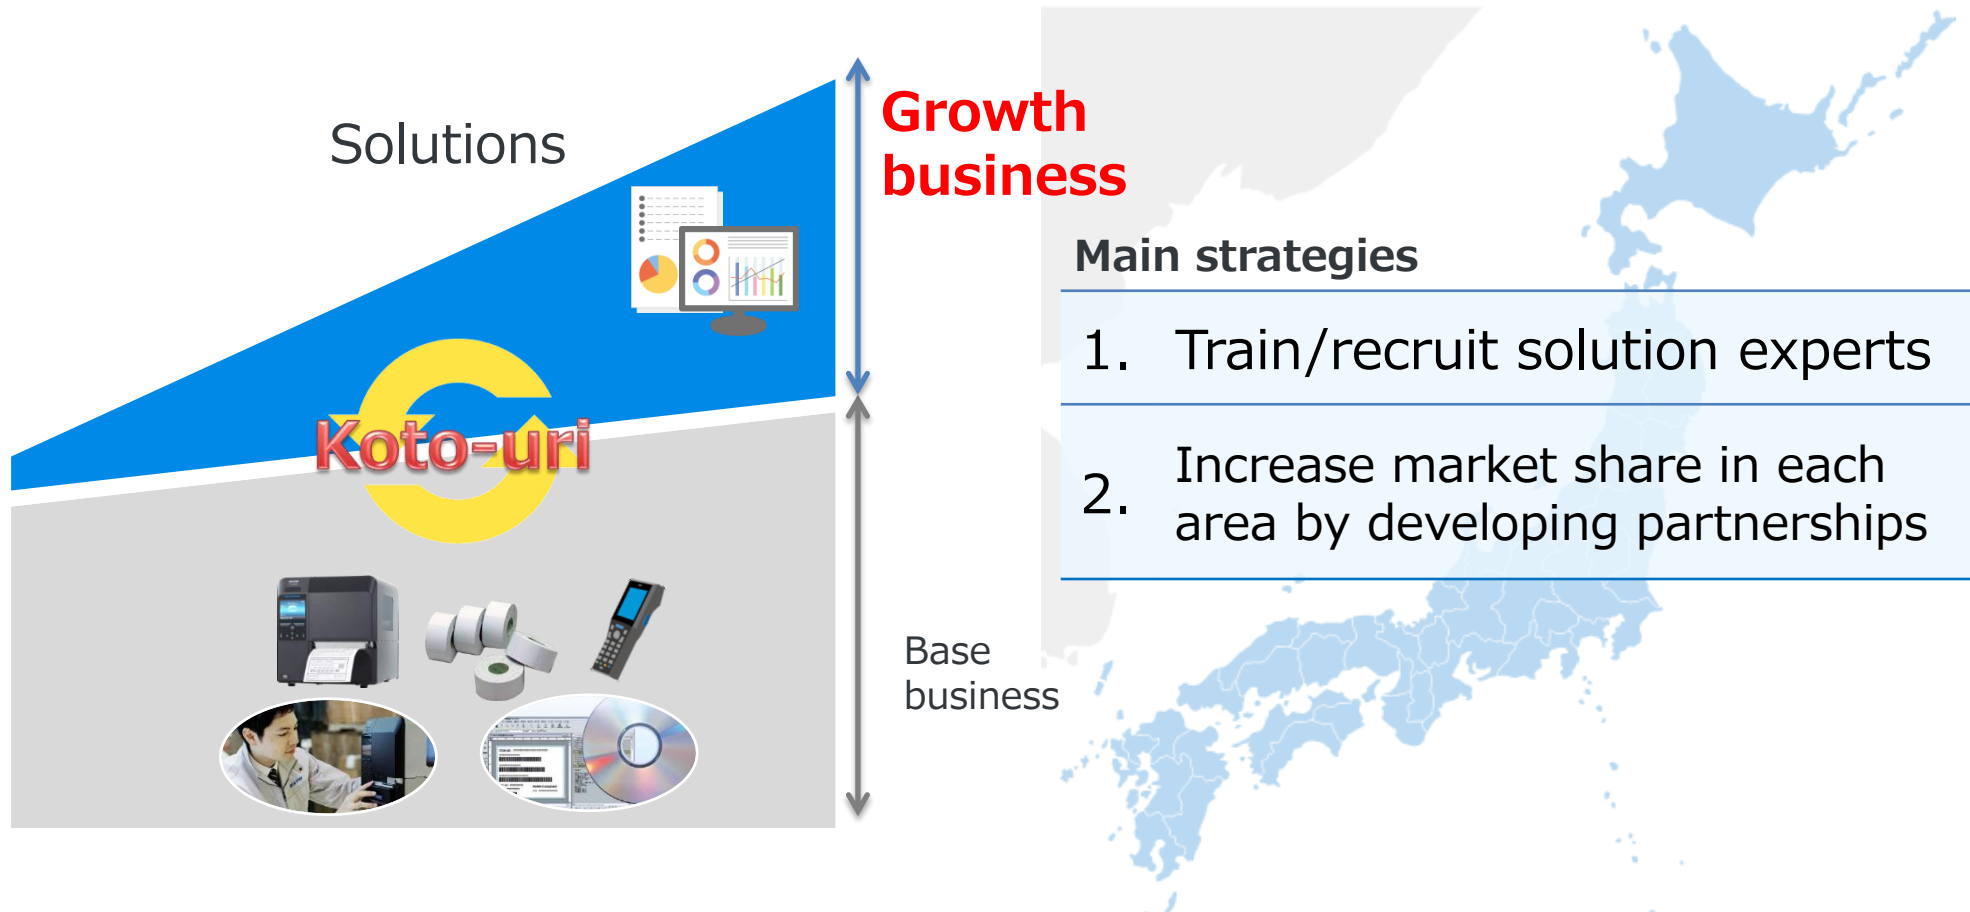 Solutions
Growth
business
Koto-uri
Base
business
Main strategies
1. Train/recruit solution experts
2. Increase market share in each
area by developing partnerships